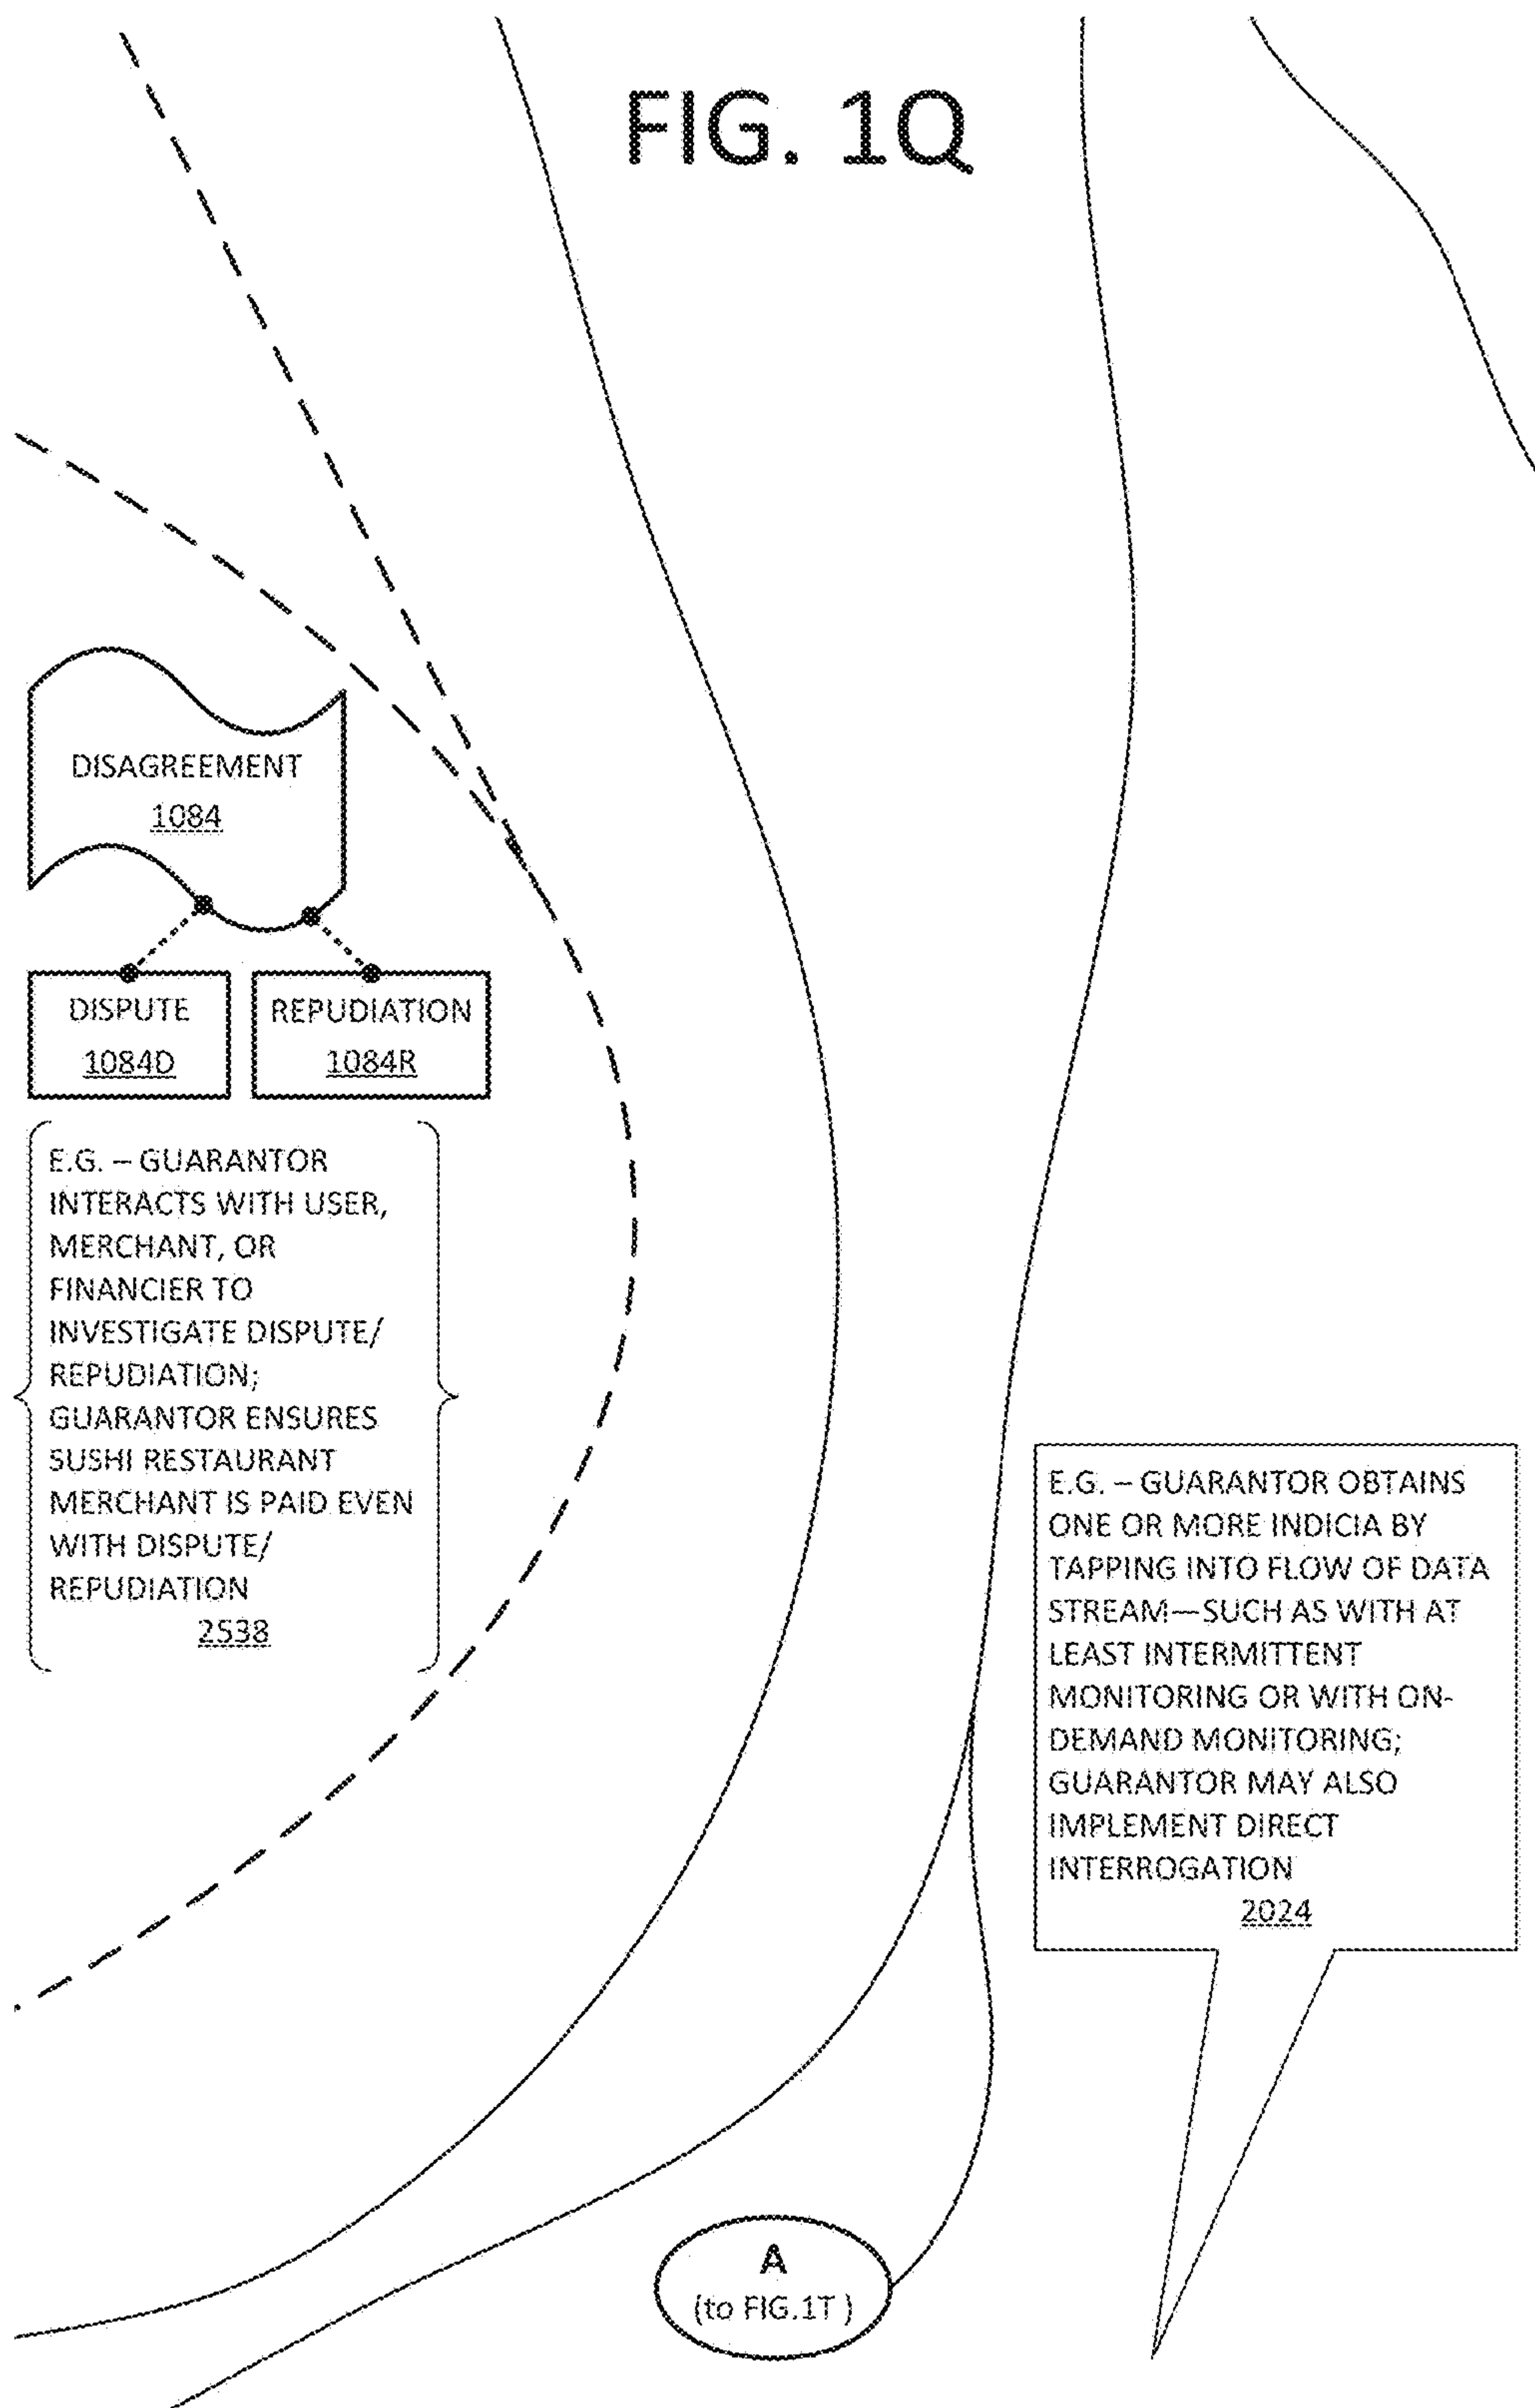 FIG. 1Q
DISAGREEMENT
1084
DISPUTE
1084D
REPUDIATION
1084R
E.G. – GUARANTOR
INTERACTS WITH USER,
MERCHANT, OR
FINANCIER TO
INVESTIGATE DISPUTE/
REPUDIATION;
GUARANTOR ENSURES
SUSHI RESTAURANT
MERCHANT IS PAID EVEN
WITH DISPUTE/
REPUDIATION
2538
E.G. – GUARANTOR OBTAINS
ONE OR MORE INDICIA BY
TAPPING INTO FLOW OF DATA
STREAM—SUCH AS WITH AT
LEAST INTERMITTENT
MONITORING OR WITH ON-
DEMAND MONITORING;
GUARANTOR MAY ALSO
IMPLEMENT DIRECT
INTERROGATION
2024
A
(to FIG.1T )